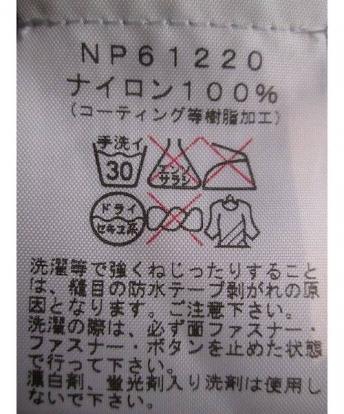 NP61220
ナイロン100%
(コーティング等樹脂加工)
手洗イ
30
エンソ
サラシ
ドライ
セキユ系
洗濯等で強くねじったりすること
は、縫目の防水テープ剥がれの原
因となります。ご注意下さい。
洗濯の際は、必ず面ファスナー・
ファスナー・ボタンを止めた状態
で行って下さい。
漂白剤、蛍光剤入り洗剤は使用し
ないで下さい。